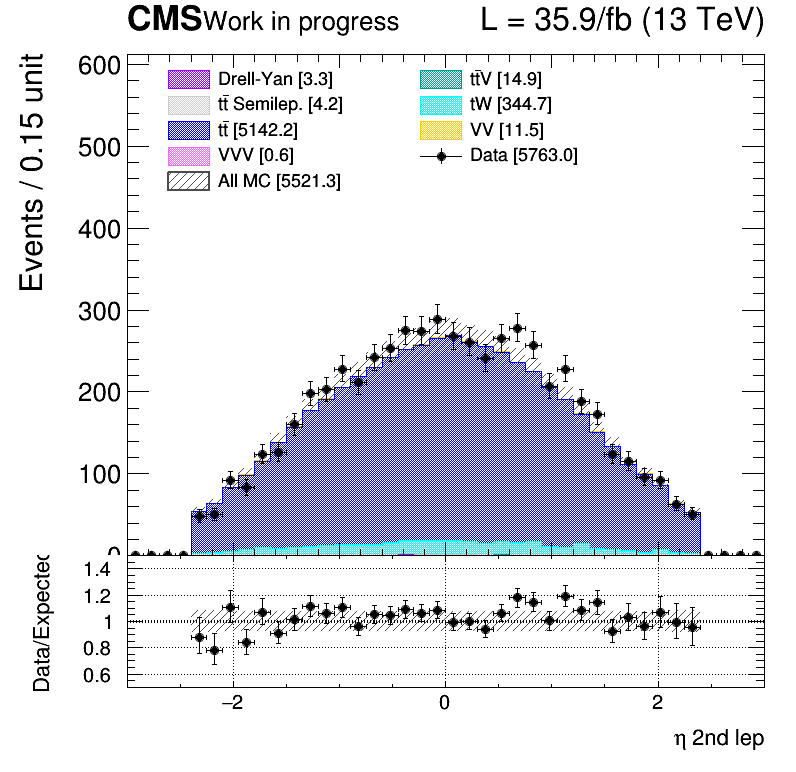 CMS Work in progress L = 35.9/fb (13 TeV)
Events / 0.15 unit
600
500
400
300
200
100
0
Drell-Yan [3.3]
tt̄ Semilep. [4.2]
tt̄ [5142.2]
VVV [0.6]
All MC [5521.3]
tt̄V [14.9]
tW [344.7]
VV [11.5]
Data [5763.0]
Data/Expected
1.4
1.2
1
0.8
0.6
−2 0 2
η 2nd lep